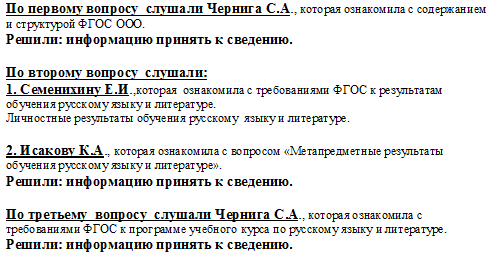 По первому вопросу  слушали Чернига С.А., которая ознакомила с содержанием
и структурой ФГОС ООО.
Решили: информацию принять к сведению.
По второму вопросу  слушали:
1. Семенихину Е.И.,которая  ознакомила с требованиями ФГОС к результатам
обучения русскому языку и литературе.
Личностные результаты обучения русскому  языку и литературе.
2. Исакову К.А., которая ознакомила с вопросом «Метапредметные результаты
обучения русскому языку и литературе».
Решили: информацию принять к сведению.
По третьему  вопросу  слушали Чернига С.А., которая ознакомила с
требованиями ФГОС к программе учебного курса по русскому языку и литературе.
Решили: информацию принять к сведению.